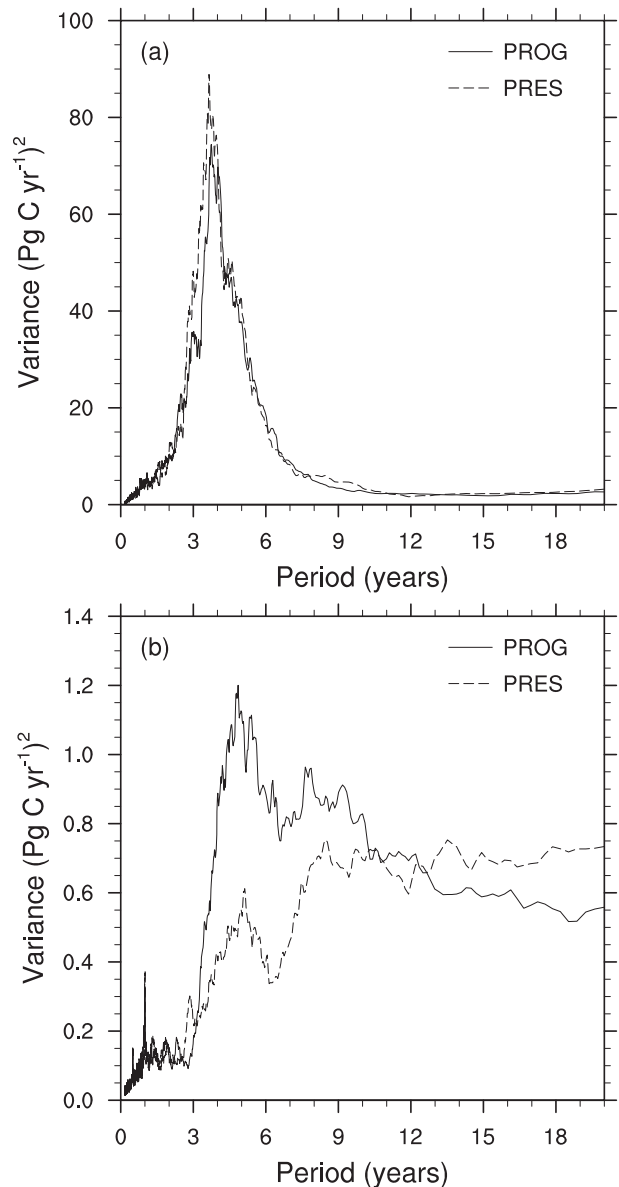 100
(a)
PROG
PRES
80
60
40
20
0
Variance (Pg C yr⁻¹)²
0 3 6 9 12 15 18
Period (years)
1.4
(b)
PROG
PRES
1.2
1.0
0.8
0.6
0.4
0.2
0.0
Variance (Pg C yr⁻¹)²
0 3 6 9 12 15 18
Period (years)